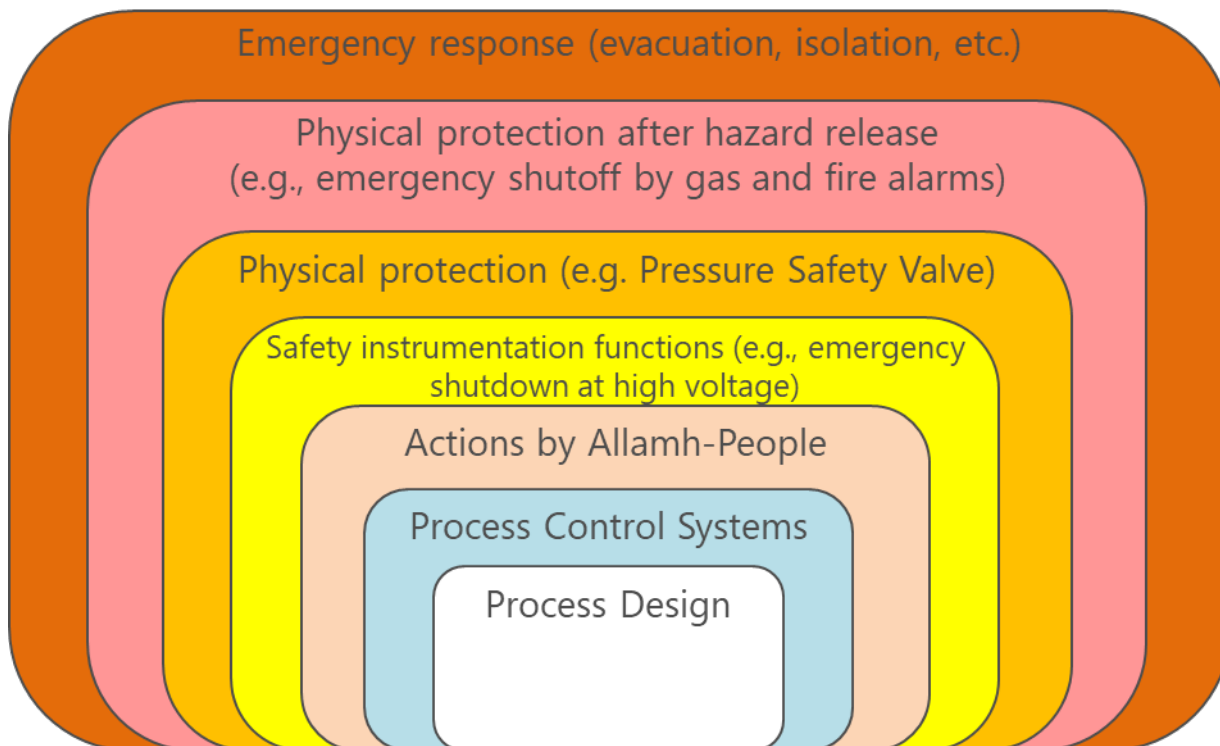 Emergency response (evacuation, isolation, etc.)
Physical protection after hazard release
(e.g., emergency shutoff by gas and fire alarms)
Physical protection (e.g. Pressure Safety Valve)
Safety instrumentation functions (e.g., emergency
shutdown at high voltage)
Actions by Allamh-People
Process Control Systems
Process Design